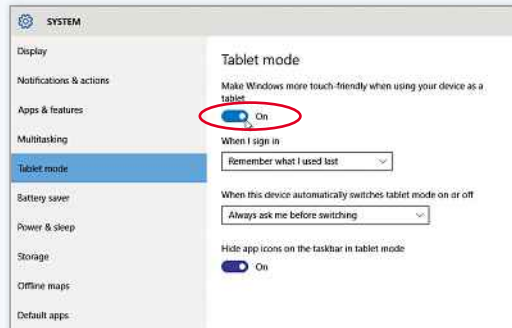 SYSTEM
Display
Notifications & actions
Apps & features
Multitasking
Tablet mode
Battery saver
Power & sleep
Storage
Offline maps
Default apps
Tablet mode
Make Windows more touch-friendly when using your device as a
tablet
On
When I sign in
Remember what I used last
When this device automatically switches tablet mode on or off
Always ask me before switching
Hide app icons on the taskbar in tablet mode
On